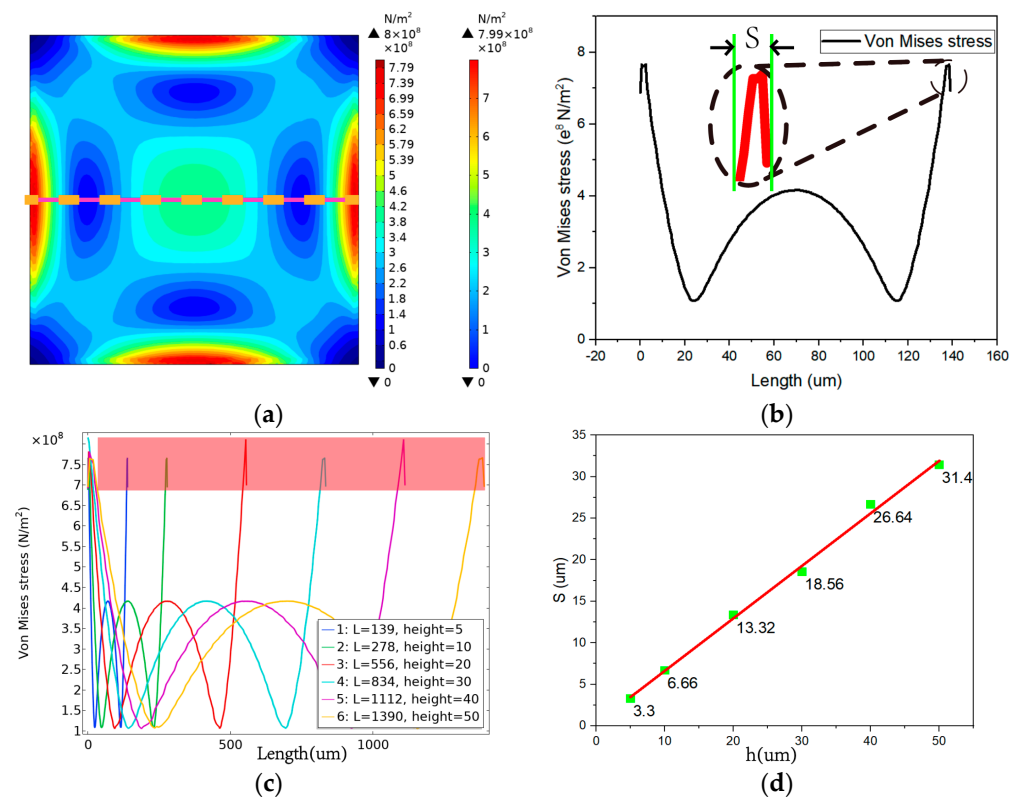 N/m²
▲ 8×10⁸
×10⁸
7.79
7.39
6.99
6.59
6.2
5.79
5.39
5
4.6
4.2
3.8
3.4
3
2.6
2.2
1.8
1.4
1
0.6
0
▼ 0
N/m²
▲ 7.99×10⁸
×10⁸
7
6
5
4
3
2
1
0
▼ 0
(a)
S
Von Mises stress
Von Mises stress (e⁸ N/m²)
8
6
4
2
0
-20 0 20 40 60 80 100 120 140 160
Length (um)
(b)
×10⁸
7.5
7
6.5
6
5.5
5
4.5
4
3.5
3
2.5
2
1.5
1
Von Mises stress (N/m²)
1: L=139, height=5
2: L=278, height=10
3: L=556, height=20
4: L=834, height=30
5: L=1112, height=40
6: L=1390, height=50
0 500 1000
Length(um)
(c)
35
30
25
20
15
10
5
0
S (um)
31.4
26.64
18.56
13.32
6.66
3.3
0 10 20 30 40 50
h(um)
(d)